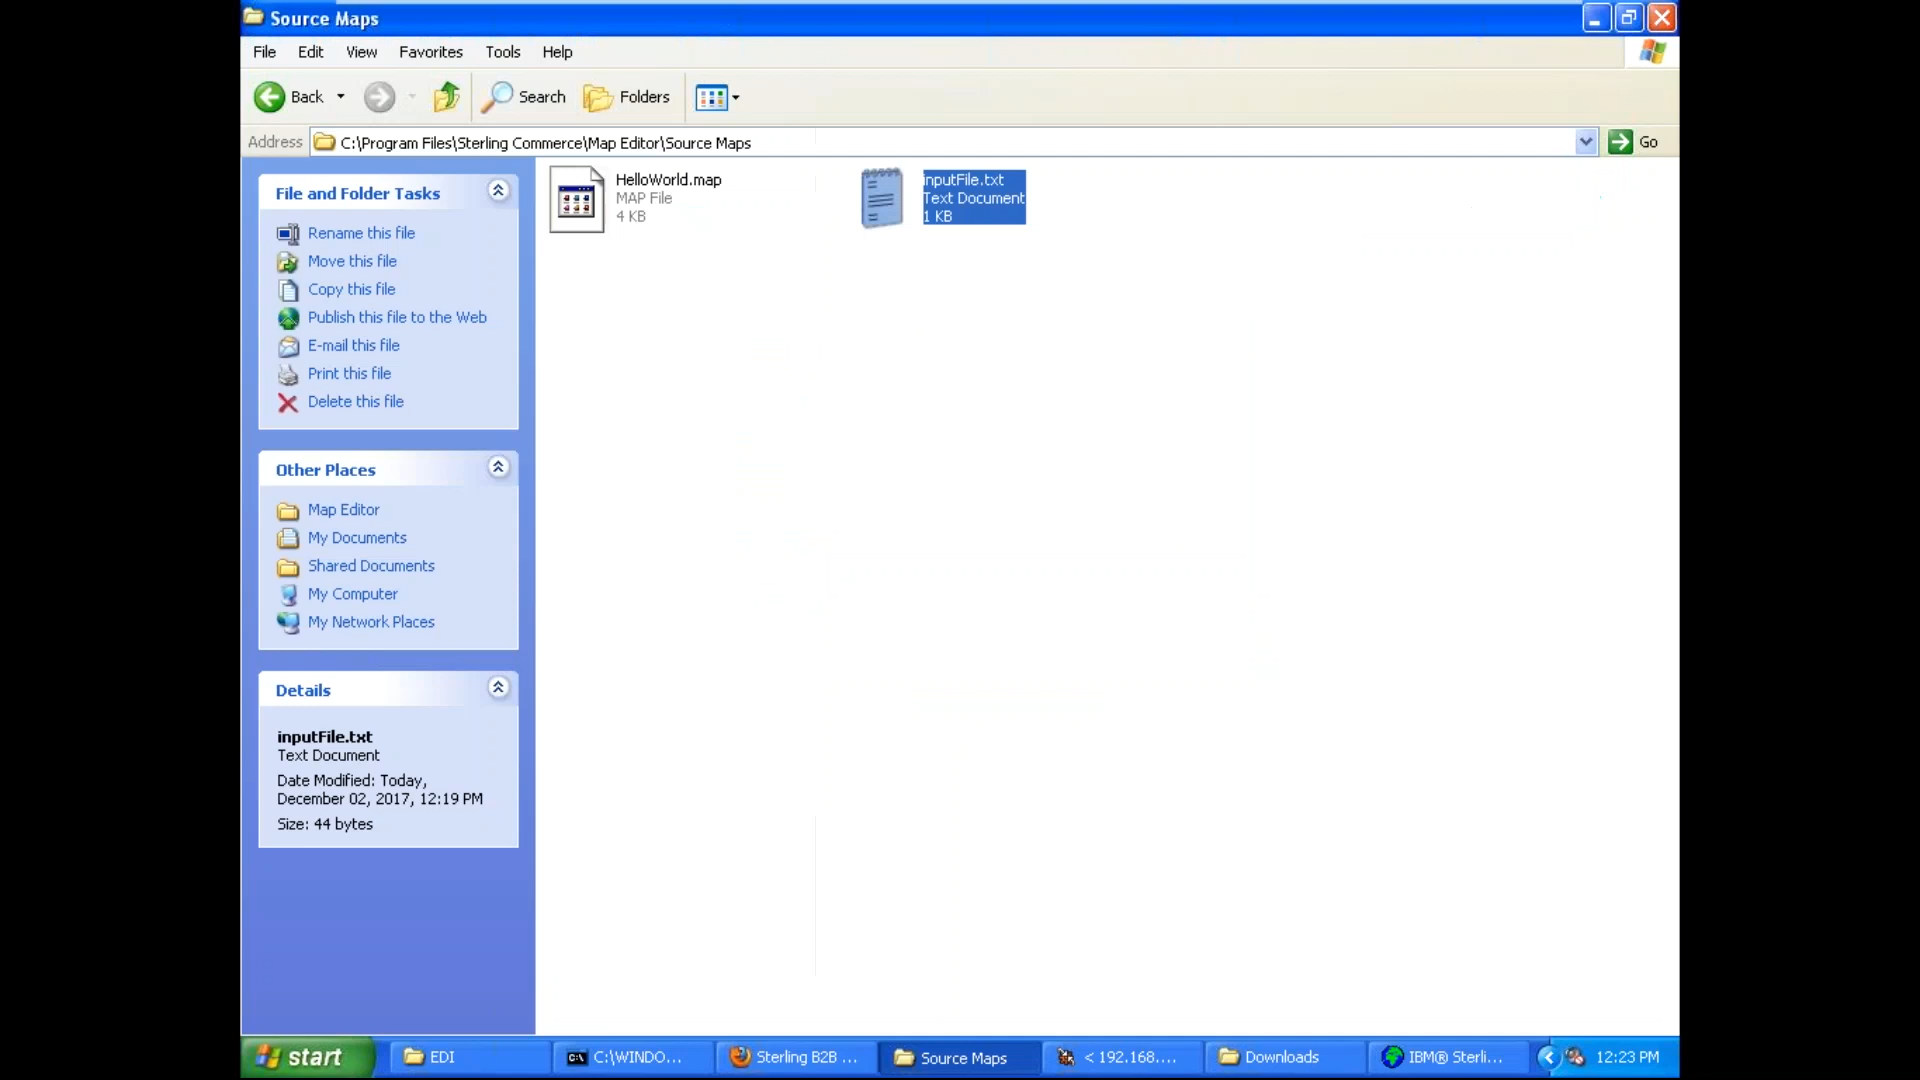 Source Maps
File Edit View Favorites Tools Help
Back Search Folders
Address C:\Program Files\Sterling Commerce\Map Editor\Source Maps Go
File and Folder Tasks
Rename this file
Move this file
Copy this file
Publish this file to the Web
E-mail this file
Print this file
Delete this file
Other Places
Map Editor
My Documents
Shared Documents
My Computer
My Network Places
Details
inputFile.txt
Text Document
Date Modified: Today,
December 02, 2017, 12:19 PM
Size: 44 bytes
HelloWorld.map
MAP File
4 KB
inputFile.txt
Text Document
1 KB
start EDI C:\WINDO... Sterling B2B ... Source Maps < 192.168.... Downloads IBM® Sterli... 12:23 PM